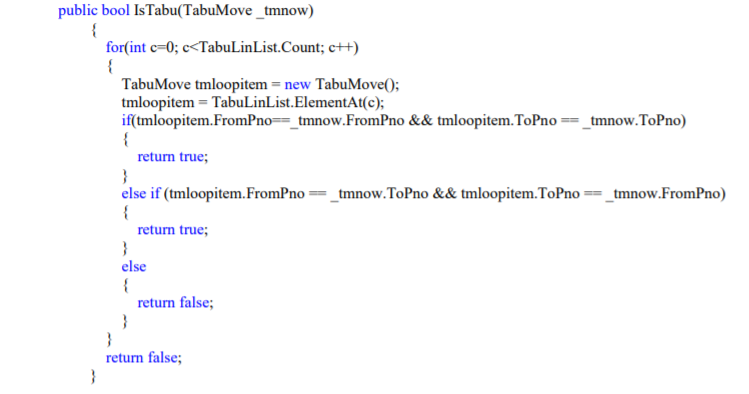 public bool IsTabu(TabuMove _tmnow)
{
for(int c=0; c<TabuLinList.Count; c++)
{
TabuMove tmloopitem = new TabuMove();
tmloopitem = TabuLinList.ElementAt(c);
if(tmloopitem.FromPno==_tmnow.FromPno && tmloopitem.ToPno == _tmnow.ToPno)
{
return true;
}
else if (tmloopitem.FromPno == _tmnow.ToPno && tmloopitem.ToPno == _tmnow.FromPno)
{
return true;
}
else
{
return false;
}
}
return false;
}